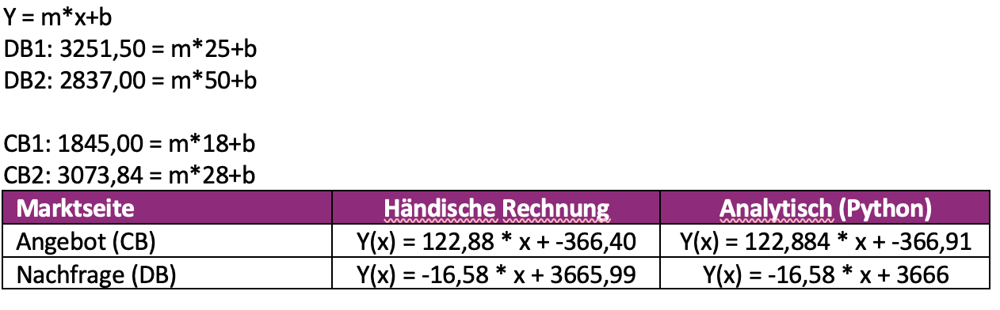 Y = m*x+b
DB1: 3251,50 = m*25+b
DB2: 2837,00 = m*50+b
CB1: 1845,00 = m*18+b
CB2: 3073,84 = m*28+b
Marktseite Händische Rechnung Analytisch (Python)
Angebot (CB) Y(x) = 122,88 * x + -366,40 Y(x) = 122,884 * x + -366,91
Nachfrage (DB) Y(x) = -16,58 * x + 3665,99 Y(x) = -16,58 * x + 3666